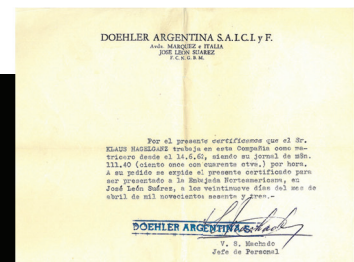 DOEHLER ARGENTINA S.A.I.C.I. y F.
Avda. MARQUEZ e ITALIA
JOSE LEON SUAREZ
F. C. N. G. B. M.
Por el presente certificamos que el Sr.
KLAUS HAGELGANZ trabaja en esta Compañía como ma-
tricero desde el 14.6.62, siendo su jornal de m$n.
111.40 (ciento once con cuarenta ctvs.) por hora.
A su pedido se expide el presente certificado para
ser presentado a la Embajada Norteamericana, en
José León Suárez, a los veintinueve días del mes de
abril de mil novecientos sesenta y tres.-
DOEHLER ARGENTINA
V. S. Machado
Jefe de Personal